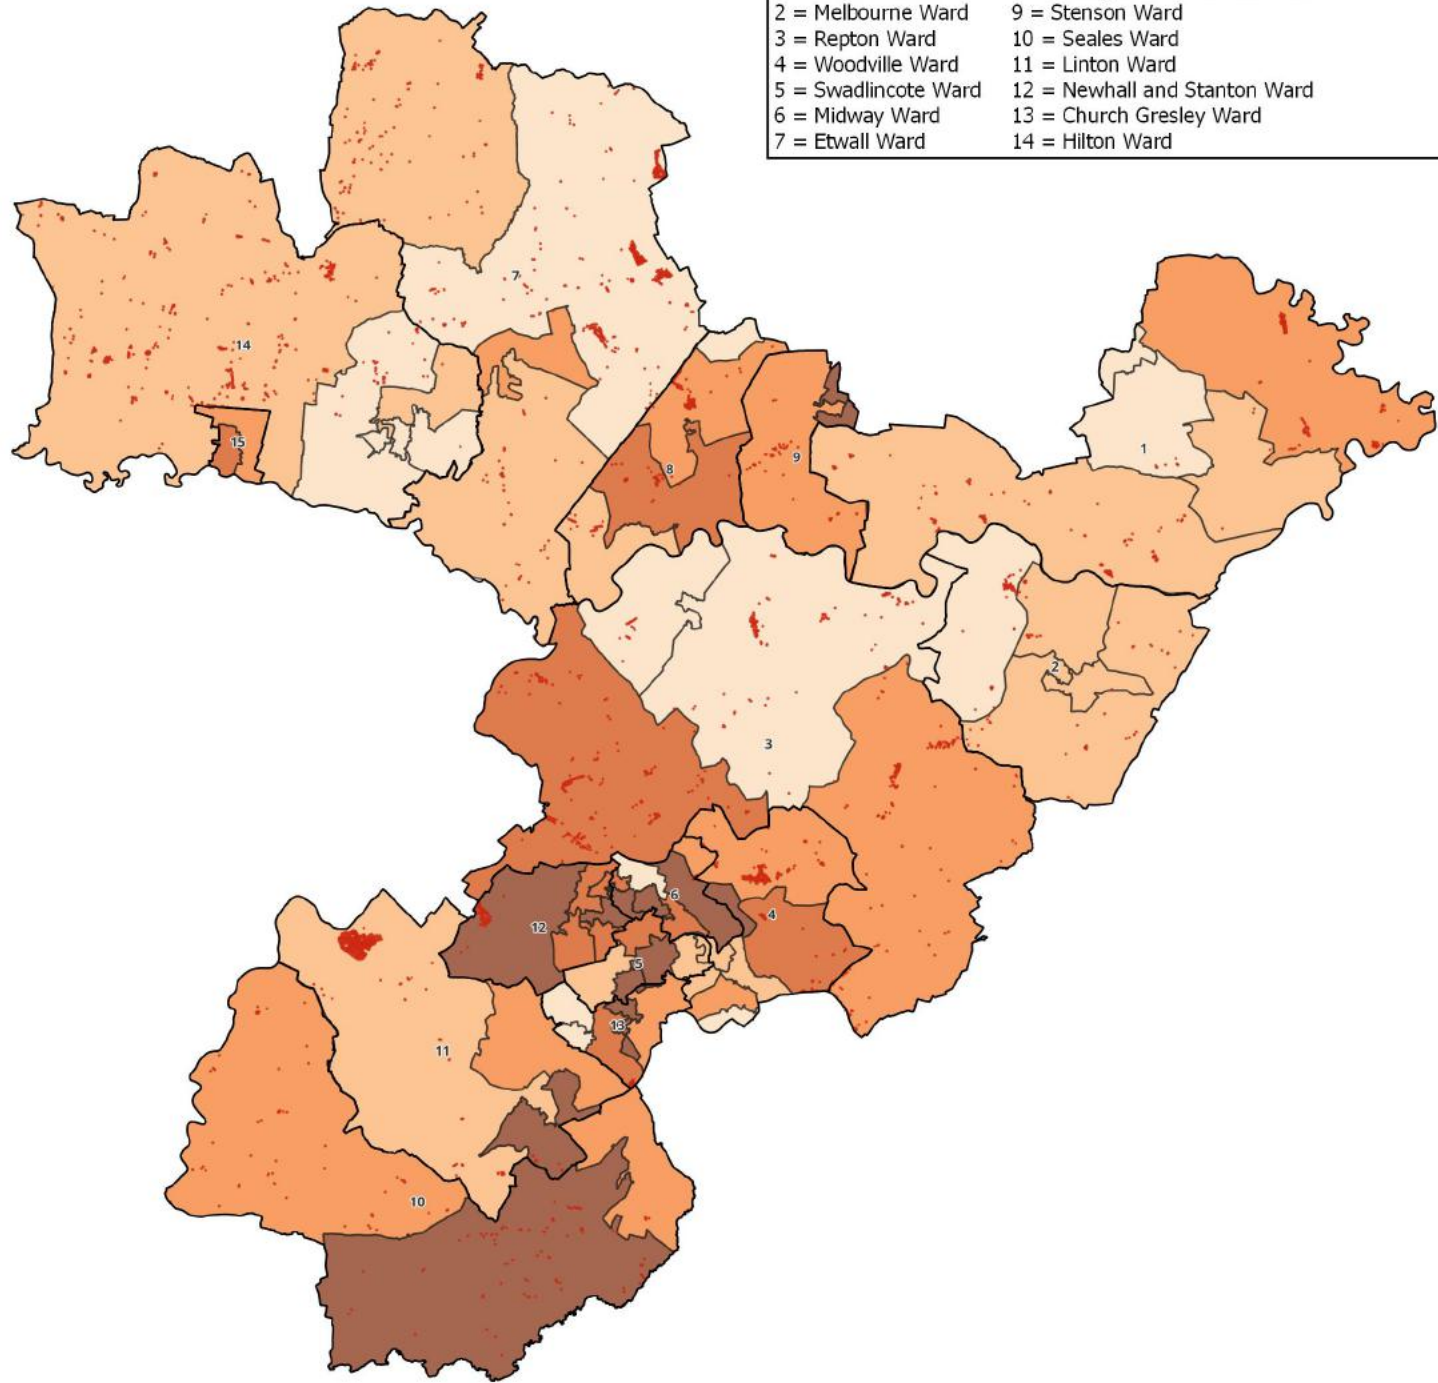 2 = Melbourne Ward 9 = Stenson Ward
3 = Repton Ward 10 = Seales Ward
4 = Woodville Ward 11 = Linton Ward
5 = Swadlincote Ward 12 = Newhall and Stanton Ward
6 = Midway Ward 13 = Church Gresley Ward
7 = Etwall Ward 14 = Hilton Ward
7
14
15
8
9
1
2
3
6
4
12
5
13
11
10